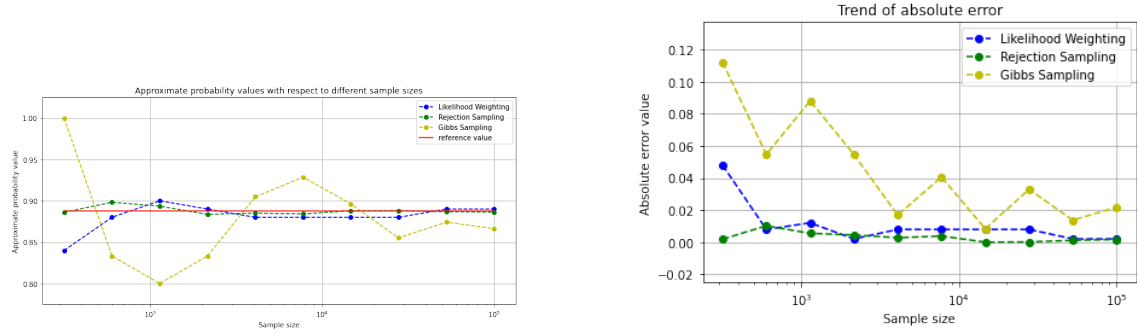 Approximate probability values with respect to different sample sizes
Likelihood Weighting
Rejection Sampling
Gibbs Sampling
reference value
1.00
0.95
0.90
0.85
0.80
Approximate probability value
10³
10⁴
10⁵
Sample size
Trend of absolute error
Likelihood Weighting
Rejection Sampling
Gibbs Sampling
0.12
0.10
0.08
0.06
0.04
0.02
0.00
−0.02
Absolute error value
10³
10⁴
10⁵
Sample size